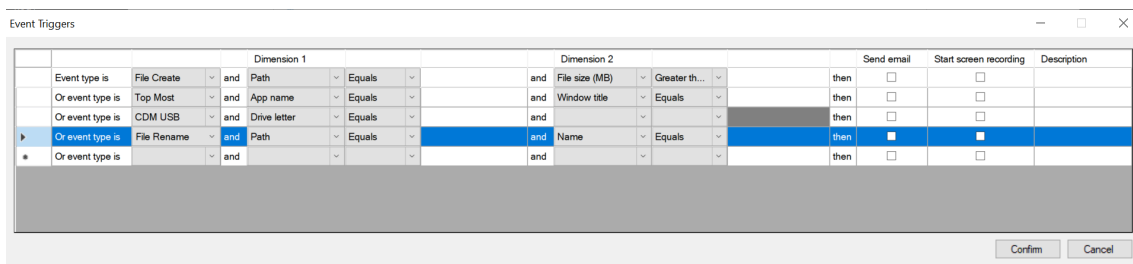 Event Triggers
Dimension 1 Dimension 2 Send email Start screen recording Description
Event type is File Create and Path Equals and File size (MB) Greater th... then
Or event type is Top Most and App name Equals and Window title Equals then
Or event type is CDM USB and Drive letter Equals and then
Or event type is File Rename and Path Equals and Name Equals then
Or event type is and and then
Confirm Cancel